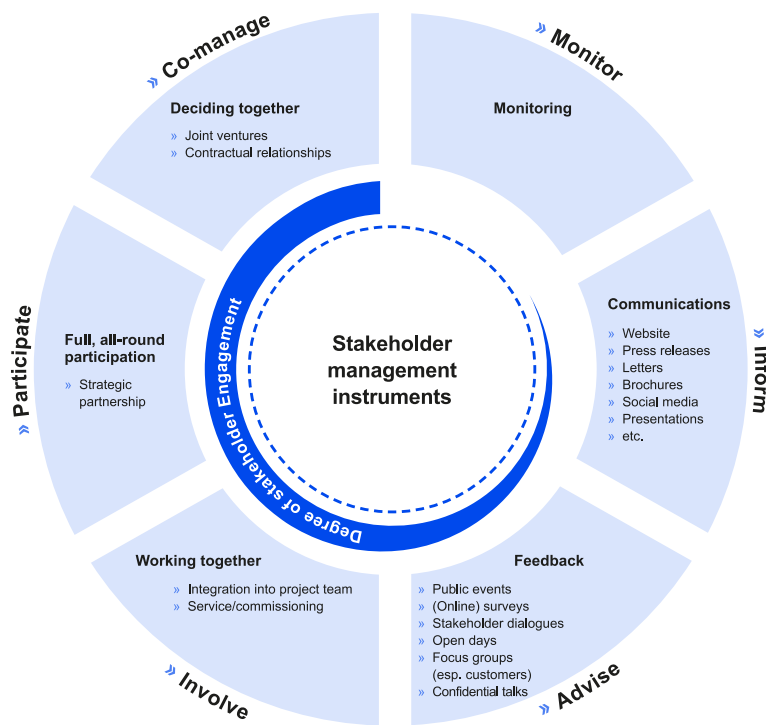 » Monitor
Monitoring
» Inform
Communications
» Website
» Press releases
» Letters
» Brochures
» Social media
» Presentations
» etc.
» Advise
Feedback
» Public events
» (Online) surveys
» Stakeholder dialogues
» Open days
» Focus groups
(esp. customers)
» Confidential talks
» Involve
Working together
» Integration into project team
» Service/commissioning
» Participate
Full, all-round
participation
» Strategic
partnership
» Co-manage
Deciding together
» Joint ventures
» Contractual relationships
Degree of stakeholder Engagement
Stakeholder
management
instruments